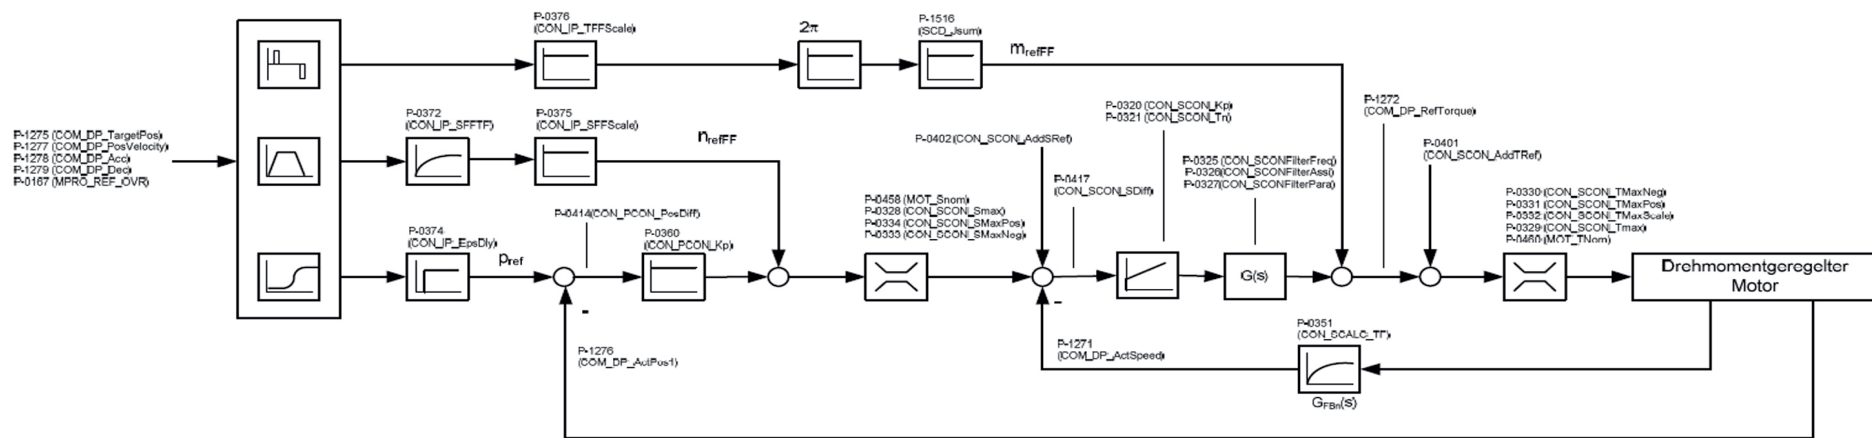 P-0376
(CON_IP_TFFScale)
2π
P-1516
(SCD_Jsum)
mrefFF
P-1275 (COM_DP_TargetPos)
P-1277 (COM_DP_PosVelocity)
P-1278 (COM_DP_Acc)
P-1279 (COM_DP_Dec)
P-0167 (MPRO_REF_OVR)
P-0372
(CON_IP_SFFTF)
P-0375
(CON_IP_SFFScale)
nrefFF
P-0402(CON_SCON_AddSRef)
P-0320 (CON_SCON_Kp)
P-0321 (CON_SCON_Tn)
P-1272
(COM_DP_RefTorque)
P-0401
(CON_SCON_AddTRef)
P-0417
(CON_SCON_SDiff)
P-0325 (CON_SCONFilterFreq)
P-0326(CON_SCONFilterAssi)
P-0327(CON_SCONFilterPara)
P-0374
(CON_IP_EpsDly)
pref
P-0414(CON_PCON_PosDiff)
P-0360
(CON_PCON_Kp)
P-0458 (MOT_Snom)
P-0328 (CON_SCON_Smax)
P-0334 (CON_SCON_SMaxPos)
P-0333 (CON_SCON_SMaxNeg)
P-0330 (CON_SCON_TMaxNeg)
P-0331 (CON_SCON_TMaxPos)
P-0332 (CON_SCON_TMaxScale)
P-0329 (CON_SCON_Tmax)
P-0460 (MOT_TNom)
G(s)
Drehmomentgeregelter
Motor
-
-
P-1276
(COM_DP_ActPos1)
P-1271
(COM_DP_ActSpeed)
P-0351
(CON_SCALC_TF)
GFBn(s)